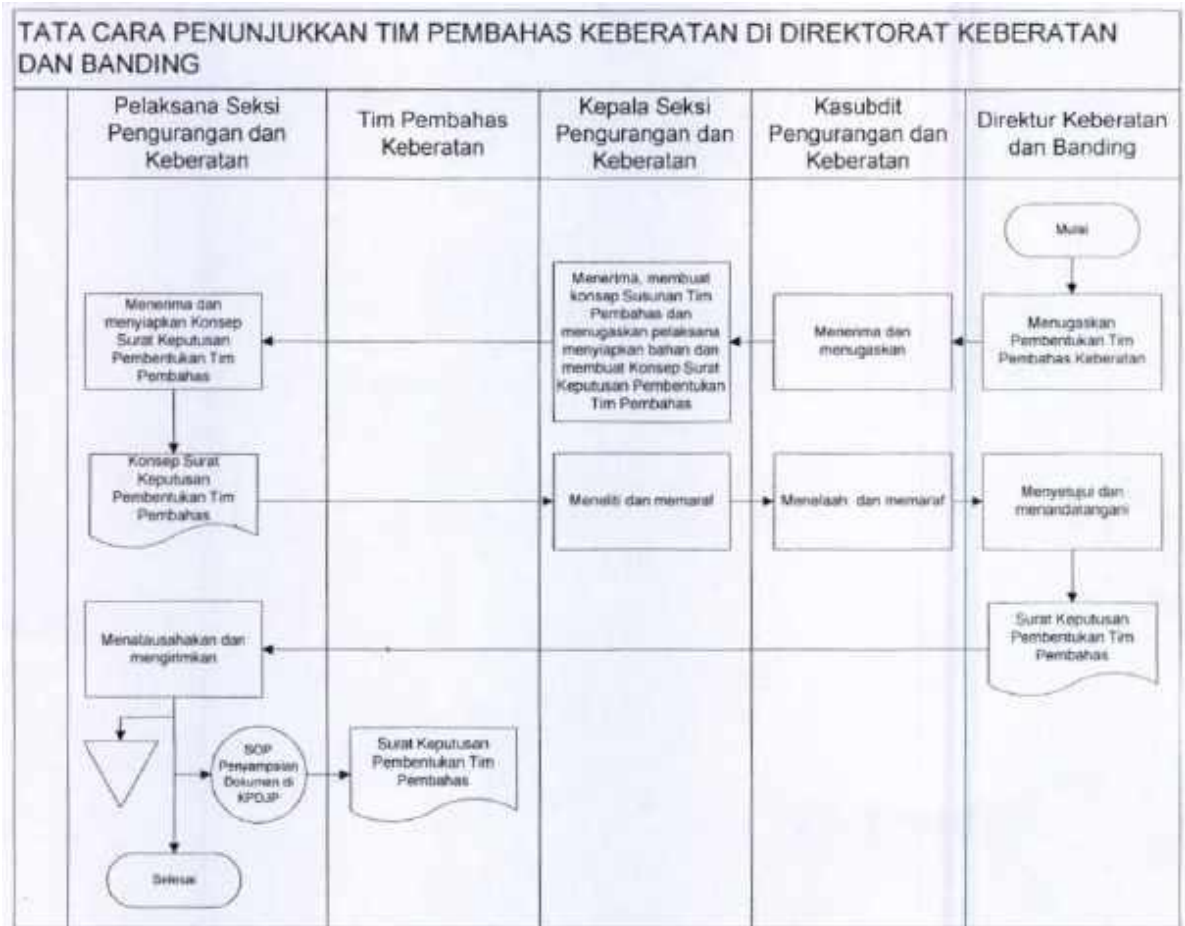 TATA CARA PENUNJUKKAN TIM PEMBAHAS KEBERATAN DI DIREKTORAT KEBERATAN
DAN BANDING
Pelaksana Seksi
Pengurangan dan
Keberatan
Tim Pembahas
Keberatan
Kepala Seksi
Pengurangan dan
Keberatan
Kasubdit
Pengurangan dan
Keberatan
Direktur Keberatan
dan Banding
Mulai
Menugaskan
Pembentukan Tim
Pembahas Keberatan
Menerima dan
menugaskan
Menerima, membuat
konsep Susunan Tim
Pembahas dan
menugaskan pelaksana
menyiapkan bahan dan
membuat Konsep Surat
Keputusan Pembentukan
Tim Pembahas
Menerima dan
menyiapkan Konsep
Surat Keputusan
Pembentukan Tim
Pembahas
Konsep Surat
Keputusan
Pembentukan Tim
Pembahas
Meneliti dan memaraf
Menelaah dan memaraf
Menyetujui dan
menandatangani
Surat Keputusan
Pembentukan Tim
Pembahas
Menatausahakan dan
mengirimkan
SOP
Penyampaian
Dokumen di
KPDJP
Surat Keputusan
Pembentukan Tim
Pembahas
Selesai